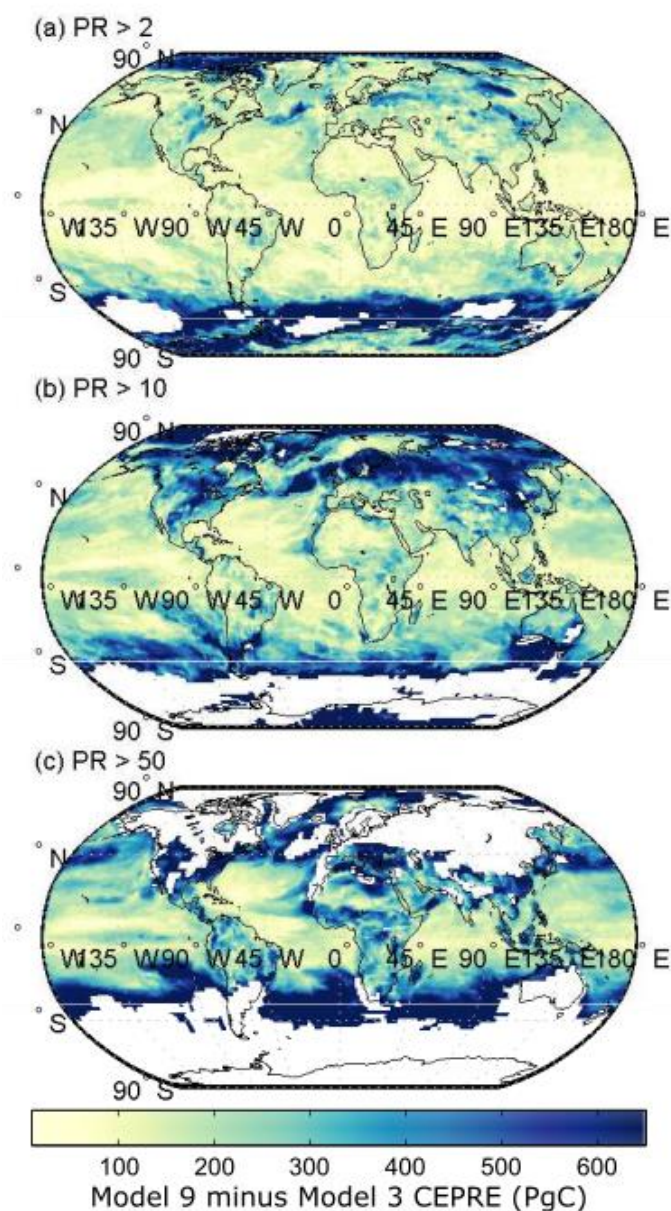 (a) PR > 2
90° N
° N
°
° W135° W90° W45° W 0° 45° E 90° E135° E180° E
° S
90° S
(b) PR > 10
90° N
° N
°
° W135° W90° W45° W 0° 45° E 90° E135° E180° E
° S
90° S
(c) PR > 50
90° N
° N
°
° W135° W90° W45° W 0° 45° E 90° E135° E180° E
° S
90° S
100 200 300 400 500 600
Model 9 minus Model 3 CEPRE (PgC)